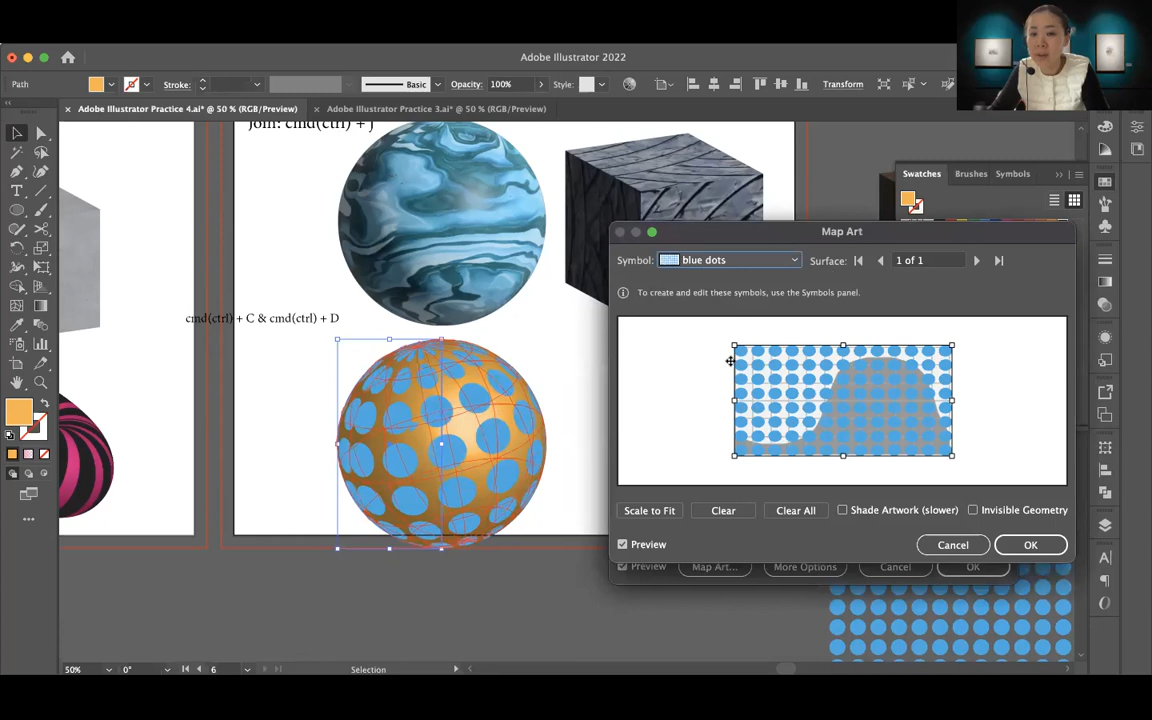 Adobe Illustrator 2022
Path
Stroke:
Basic
Opacity:
100%
Style:
Transform
Adobe Illustrator Practice 4.ai* @ 50 % (RGB/Preview)
Adobe Illustrator Practice 3.ai* @ 50 % (RGB/Preview)
Join: cmd(ctrl) + J
Swatches
Brushes
Symbols
Map Art
Symbol:
blue dots
Surface:
1 of 1
To create and edit these symbols, use the Symbols panel.
cmd(ctrl) + C & cmd(ctrl) + D
Scale to Fit
Clear
Clear All
Shade Artwork (slower)
Invisible Geometry
Preview
Cancel
OK
Preview
Map Art...
More Options
Cancel
OK
50%
0°
6
Selection